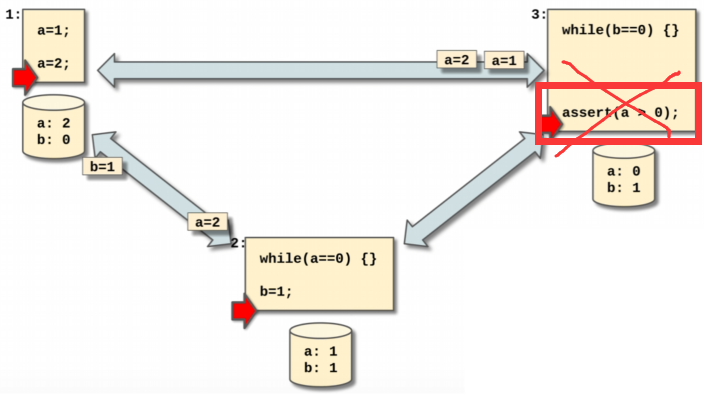 1:
a=1;
a=2;
a: 2
b: 0
a=2
a=1
3:
while(b==0) {}
assert(a > 0);
a: 0
b: 1
b=1
a=2
2:
while(a==0) {}
b=1;
a: 1
b: 1